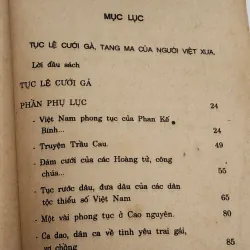 MỤC LỤC
TỤC LỆ CƯỚI GẢ, TANG MA CỦA NGƯỜI VIỆT XƯA.
Lời đầu sách
TỤC LỆ CƯỚI GẢ
PHẦN PHỤ LỤC
- Việt Nam phong tục của Phan Kế 24
Bính...
- Truyện Trầu Cau. 49
- Đám cưới của các Hoàng tử, công
chúa... 55
- Tục rước dâu, đưa dâu của các dân
tộc thiểu số Việt Nam 65
- Một vài phong tục ở Cao nguyên. 80
- Ca dao, dân ca về tình yêu trai gái,
vợ chồng 85